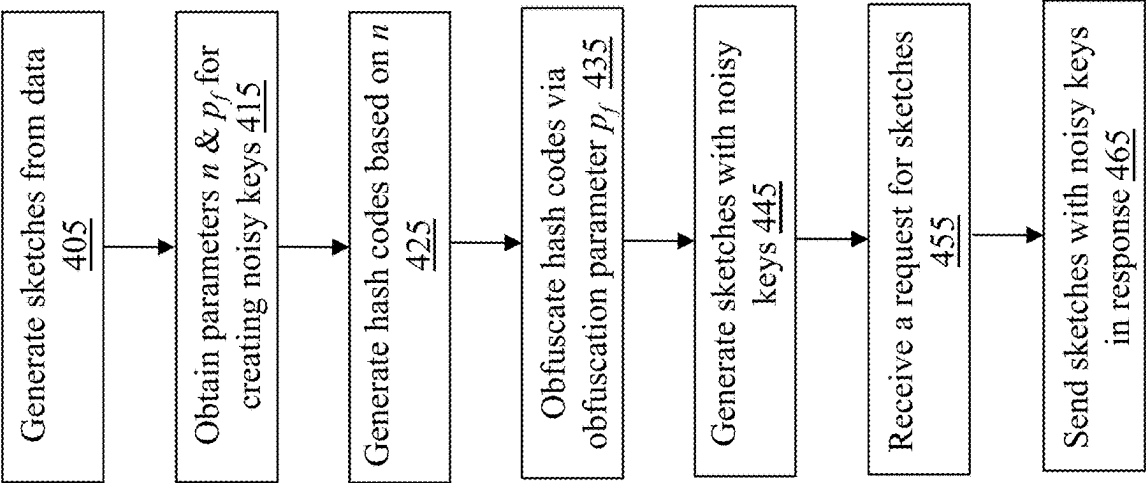 Generate sketches from data
405
Obtain parameters n & p_f for
creating noisy keys 415
Generate hash codes based on n
425
Obfuscate hash codes via
obfuscation parameter p_f 435
Generate sketches with noisy
keys 445
Receive a request for sketches
455
Send sketches with noisy keys
in response 465